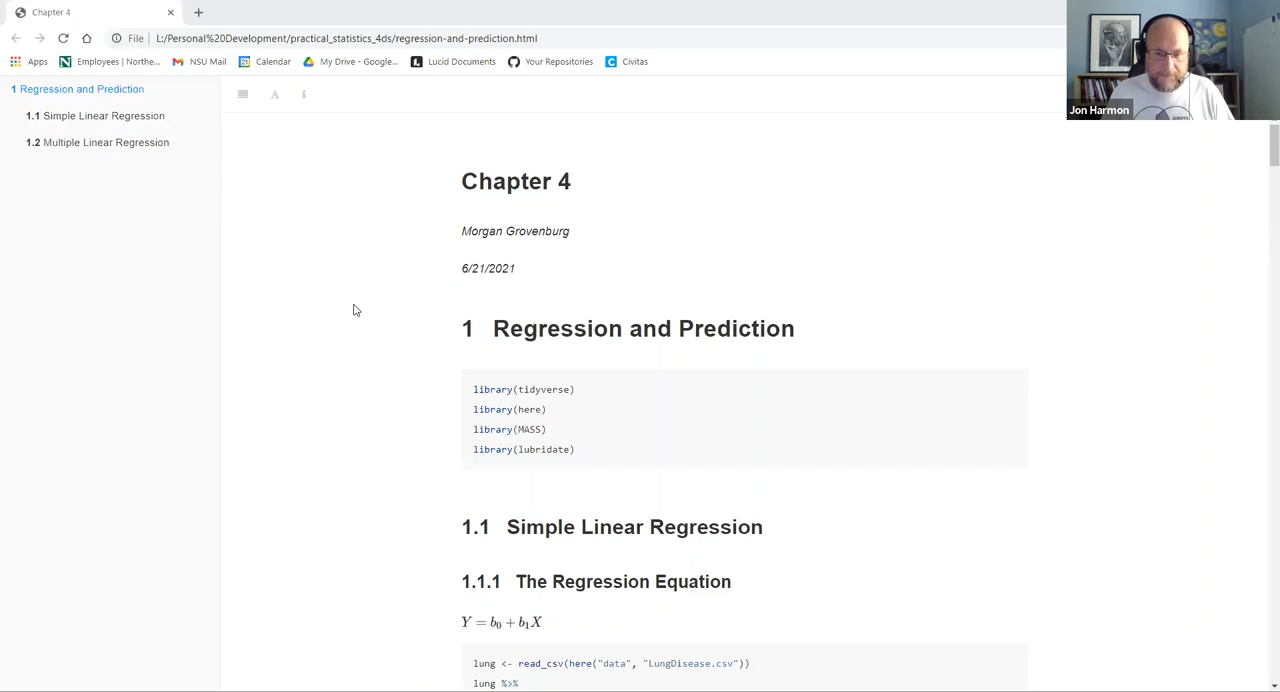 Chapter 4
File | L:/Personal%20Development/practical_statistics_4ds/regression-and-prediction.html
Apps Employees (Northe... NSU Mail Calendar My Drive - Google... Lucid Documents Your Repositories Civitas
Jon Harmon
1 Regression and Prediction
1.1 Simple Linear Regression
1.2 Multiple Linear Regression
Chapter 4
Morgan Grovenburg
6/21/2021
1 Regression and Prediction
library(tidyverse)
library(here)
library(MASS)
library(lubridate)
1.1 Simple Linear Regression
1.1.1 The Regression Equation
Y = b₀ + b₁X
lung <- read_csv(here("data", "LungDisease.csv"))
lung %>%